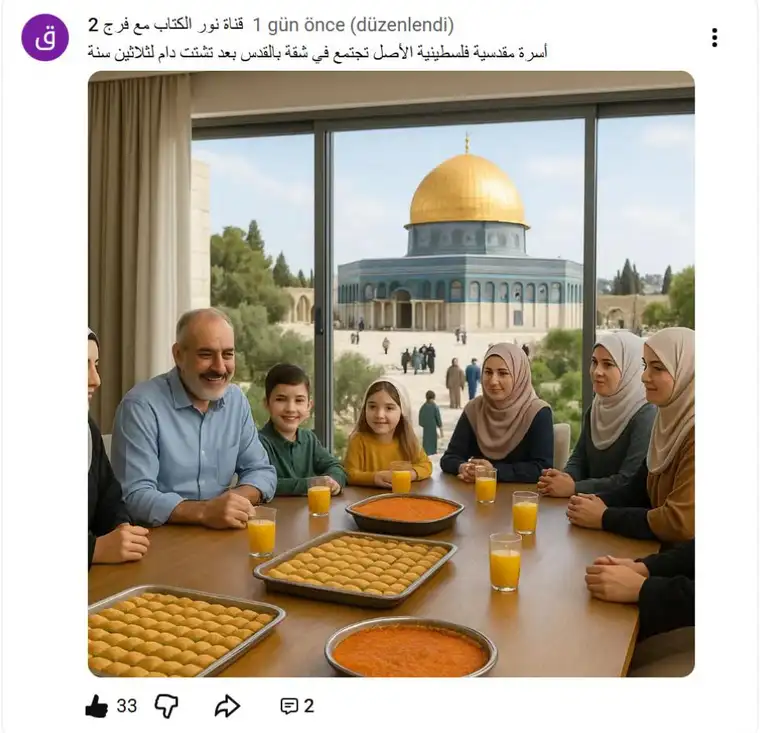 قناة نور الكتاب مع فرج 2 1 gün önce (düzenlendi)
أسرة مقدسية فلسطينية الأصل تجتمع في شقة بالقدس بعد تشتت دام لثلاثين سنة
ق
33 2